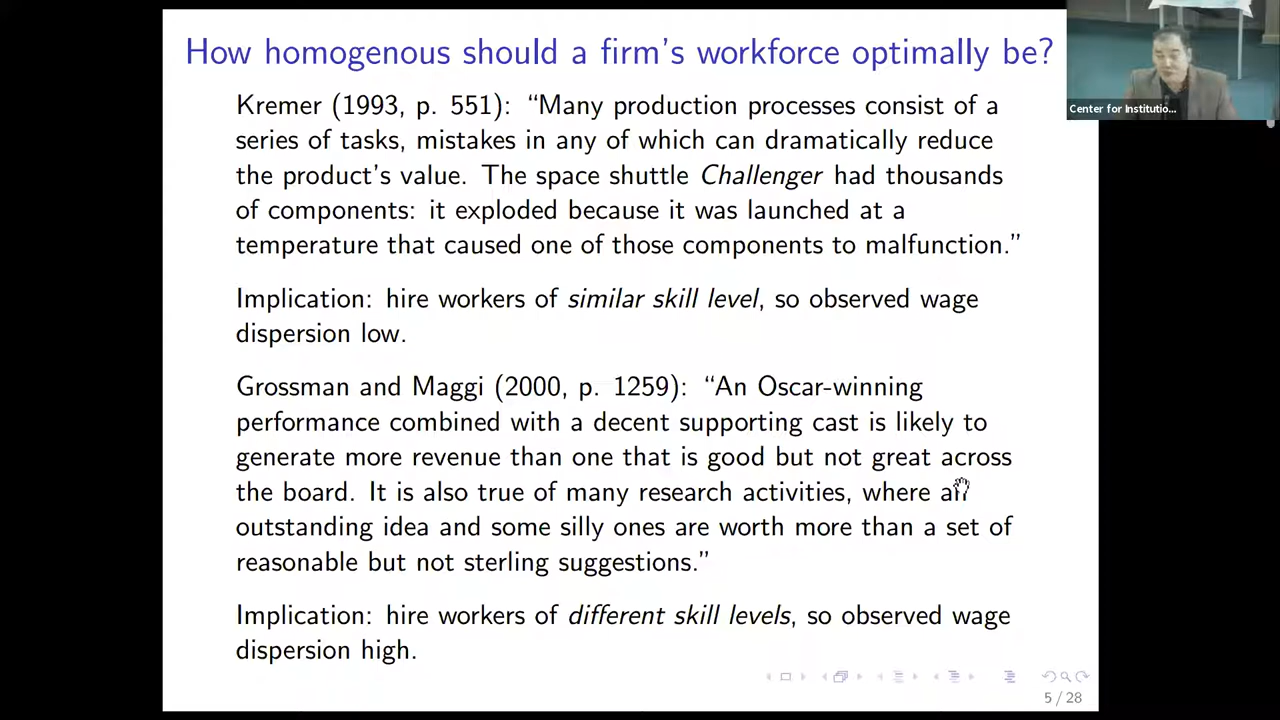 How homogenous should a firm's workforce optimally be?
Kremer (1993, p. 551): “Many production processes consist of a
series of tasks, mistakes in any of which can dramatically reduce
the product's value. The space shuttle Challenger had thousands
of components: it exploded because it was launched at a
temperature that caused one of those components to malfunction.”
Implication: hire workers of similar skill level, so observed wage
dispersion low.
Grossman and Maggi (2000, p. 1259): “An Oscar-winning
performance combined with a decent supporting cast is likely to
generate more revenue than one that is good but not great across
the board. It is also true of many research activities, where an
outstanding idea and some silly ones are worth more than a set of
reasonable but not sterling suggestions.”
Implication: hire workers of different skill levels, so observed wage
dispersion high.
5 / 28
Center for Institutio...